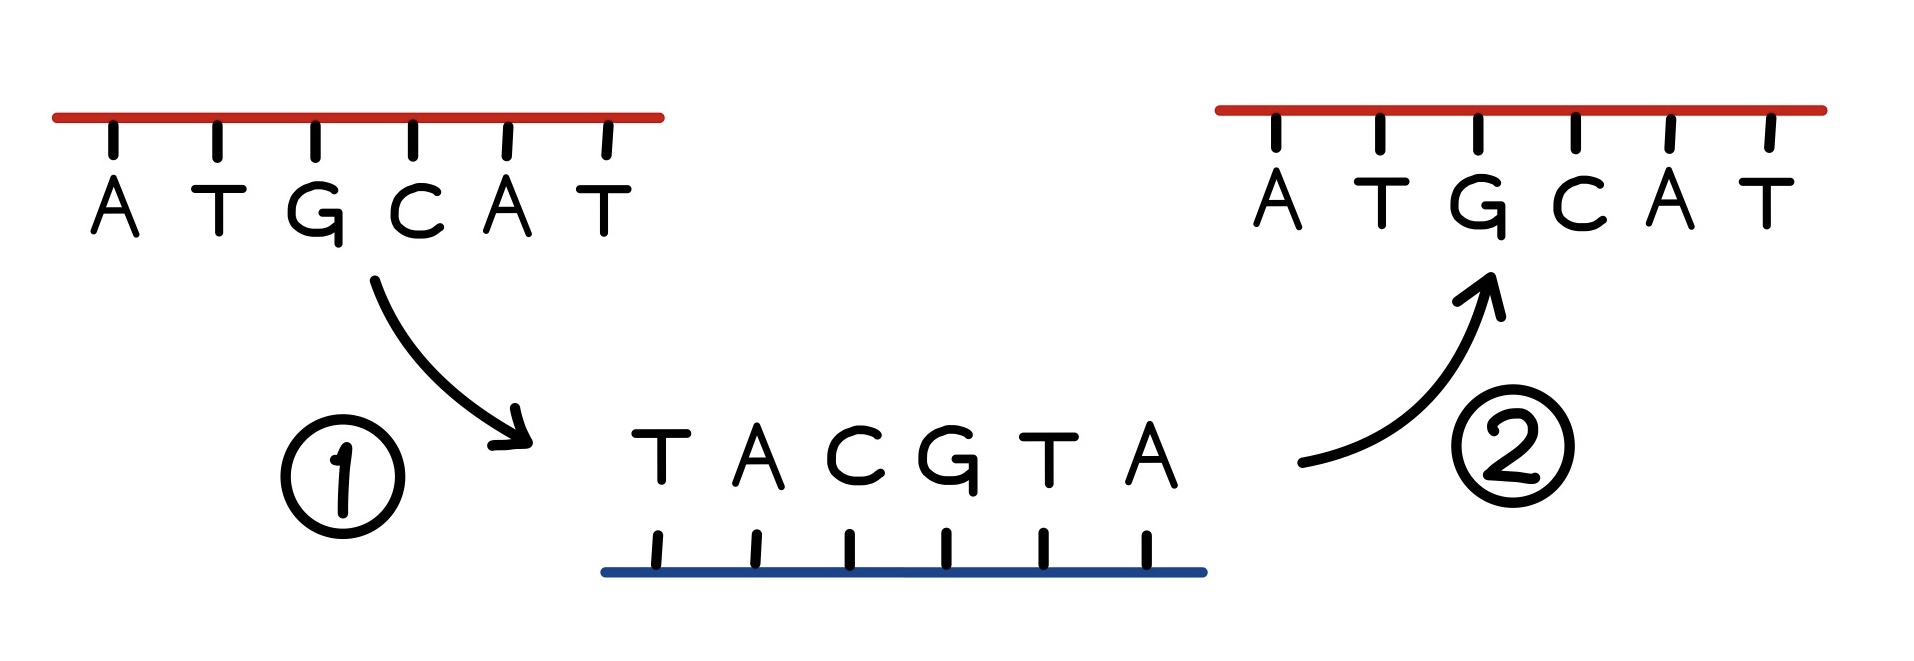 A T G C A T
A T G C A T
1
T A C G T A
2